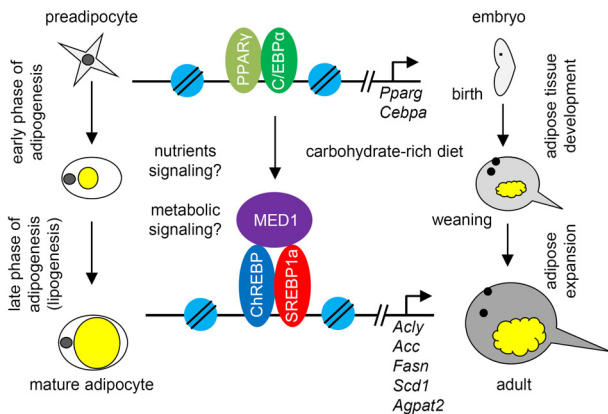 preadipocyte
embryo
PPARγ
C/EBPα
Pparg
Cebpa
birth
early phase of
adipogenesis
adipose tissue
development
nutrients
signaling?
carbohydrate-rich diet
metabolic
signaling?
MED1
weaning
late phase of
adipogenesis
(lipogenesis)
ChREBP
SREBP1a
adipose
expansion
Acly
Acc
Fasn
Scd1
Agpat2
mature adipocyte
adult